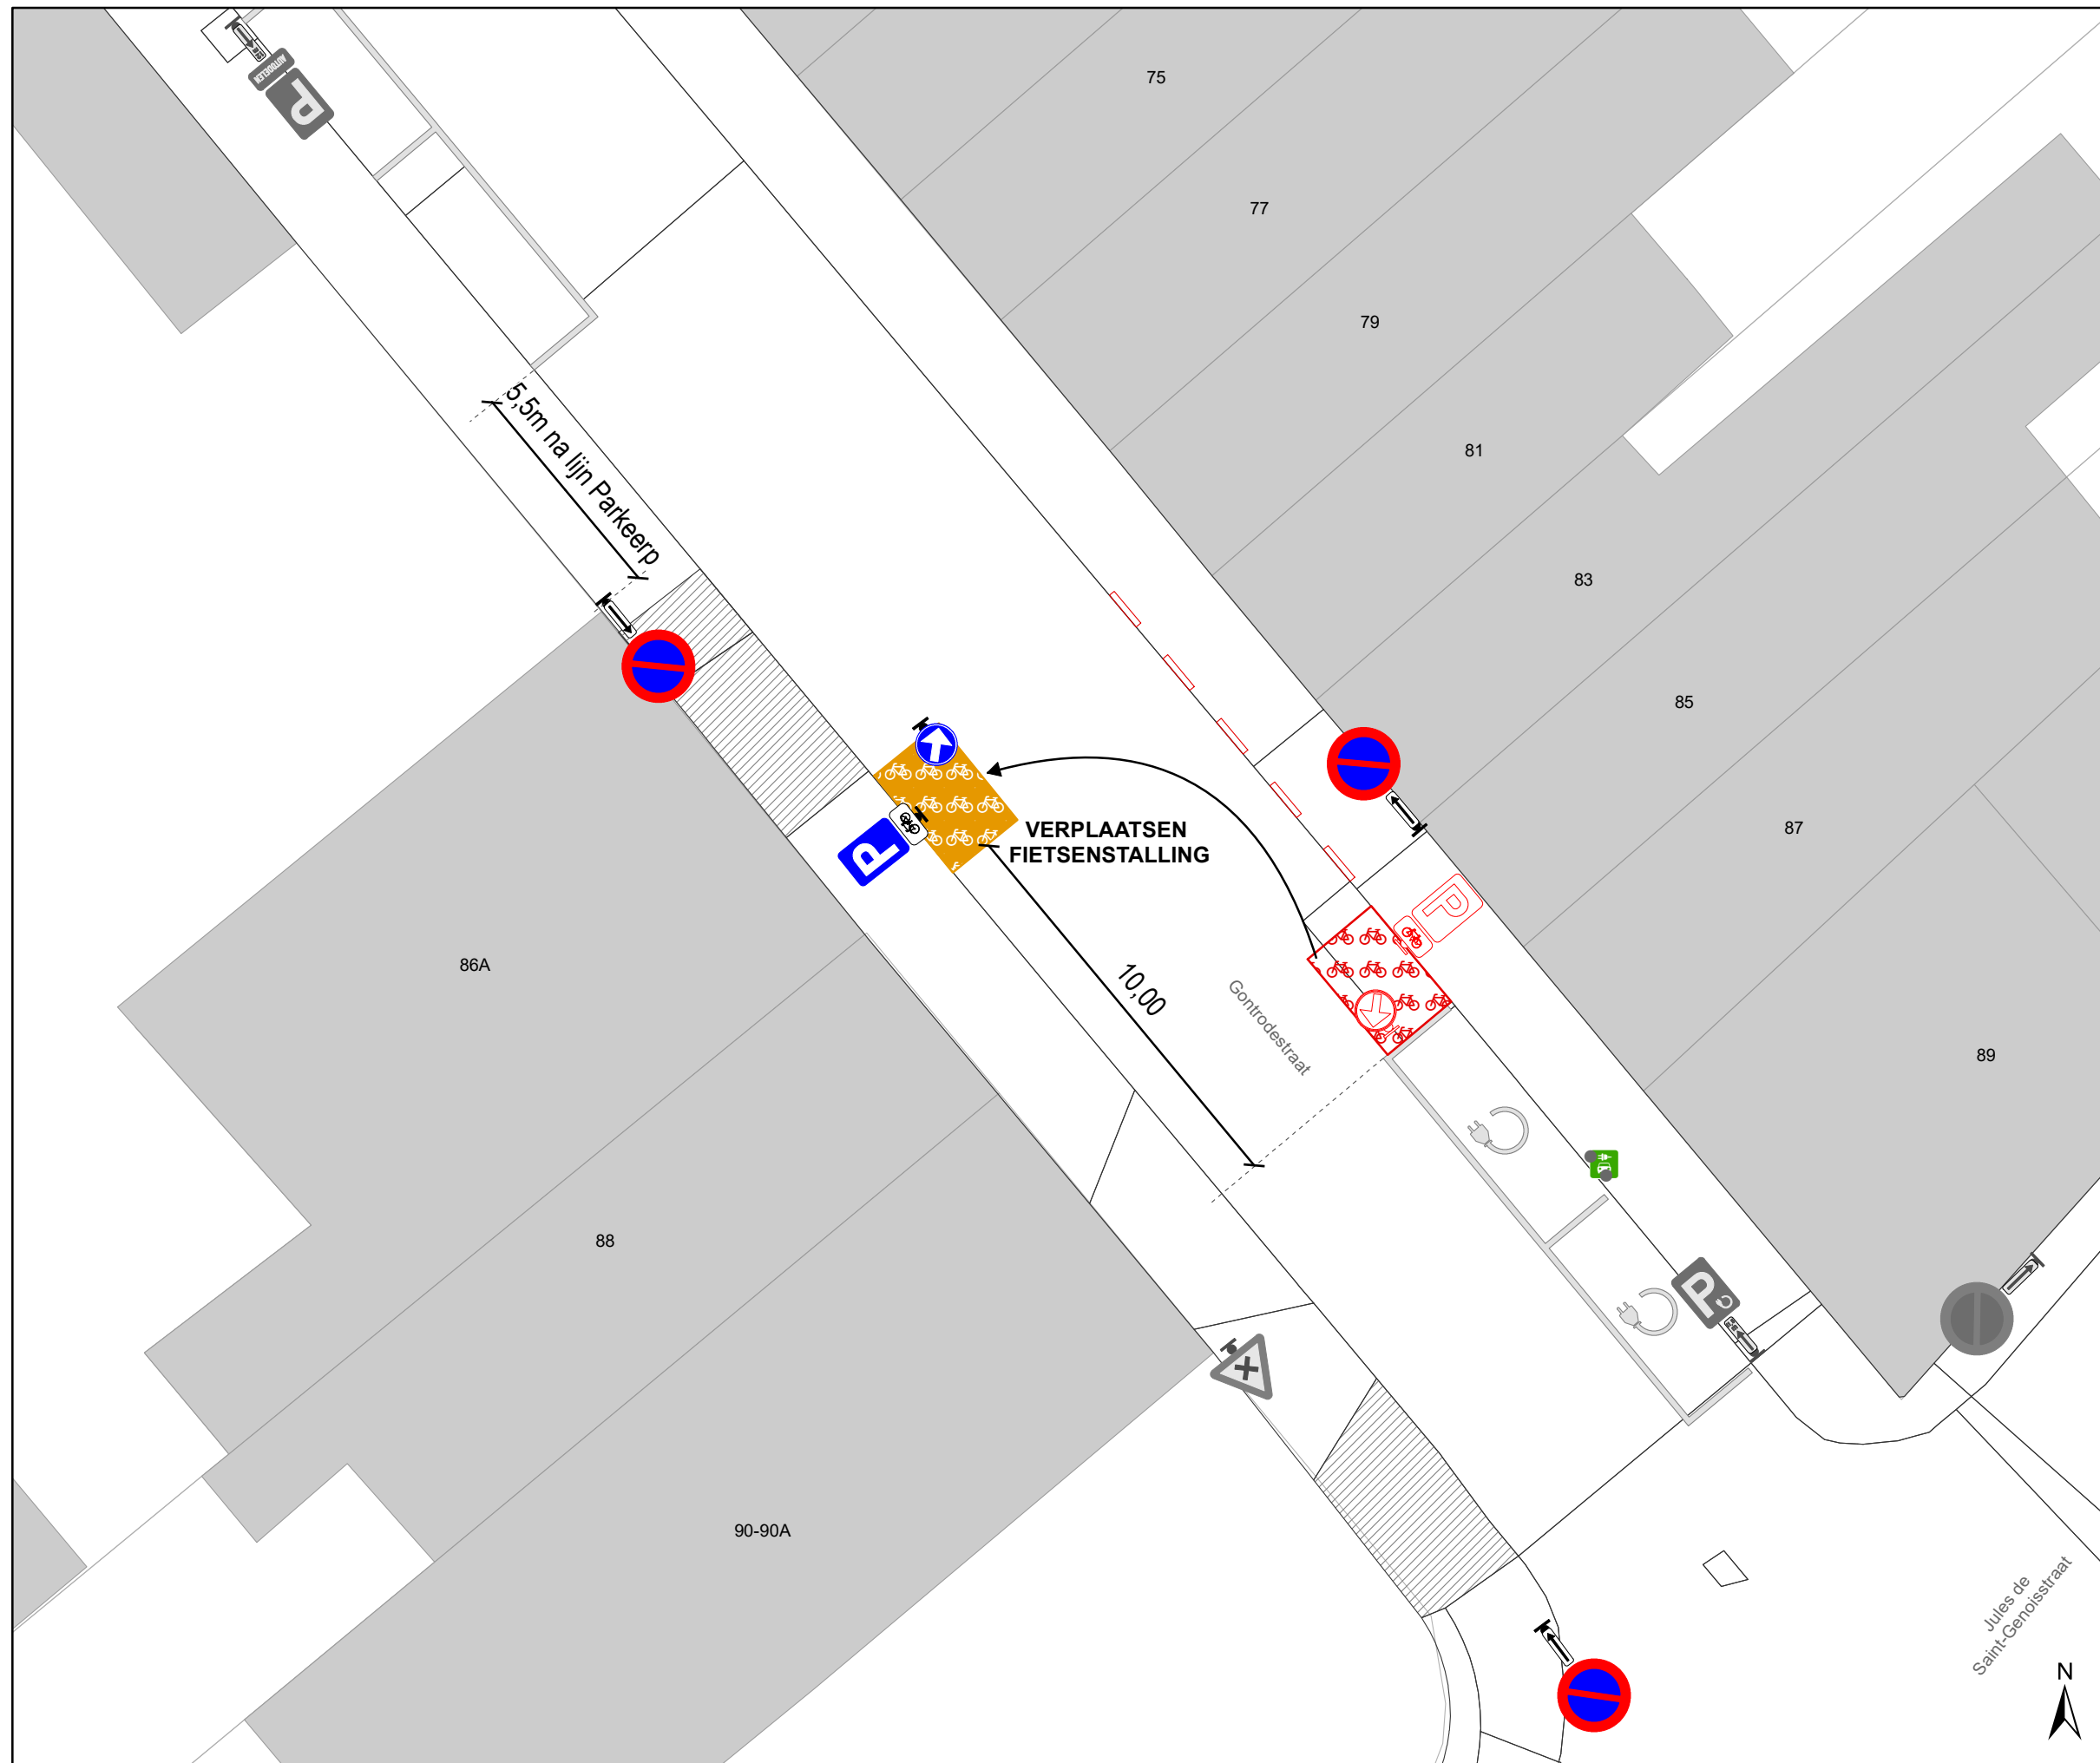 AUTODELEN
P
75
77
79
5,5m na lijn Parkeerp
81
83
85
87
VERPLAATSEN
FIETSENSTALLING
P
P
86A
10,00
Gontrodestraat
89
88
P
90-90A
Jules de
Saint-Genoisstraat
N